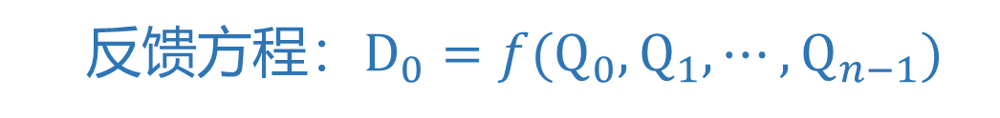 反馈方程：D₀ = f(Q₀, Q₁, ⋯, Qₙ₋₁)